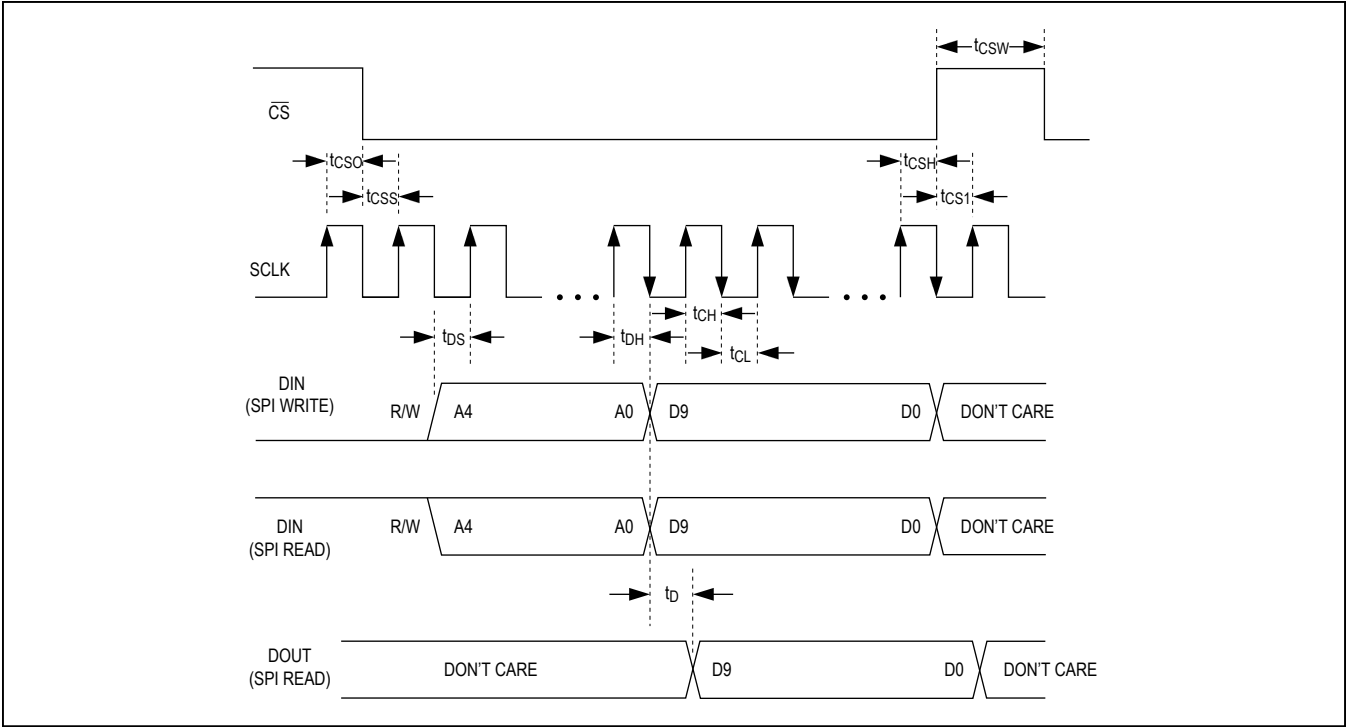 tCSW
CS
tCSO
tCSH
tCSS
tCS1
SCLK
tCH
tDS
tDH
tCL
DIN
(SPI WRITE)
R/W A4 A0 D9 D0 DON'T CARE
DIN
(SPI READ)
R/W A4 A0 D9 D0 DON'T CARE
tD
DOUT
(SPI READ)
DON'T CARE D9 D0 DON'T CARE